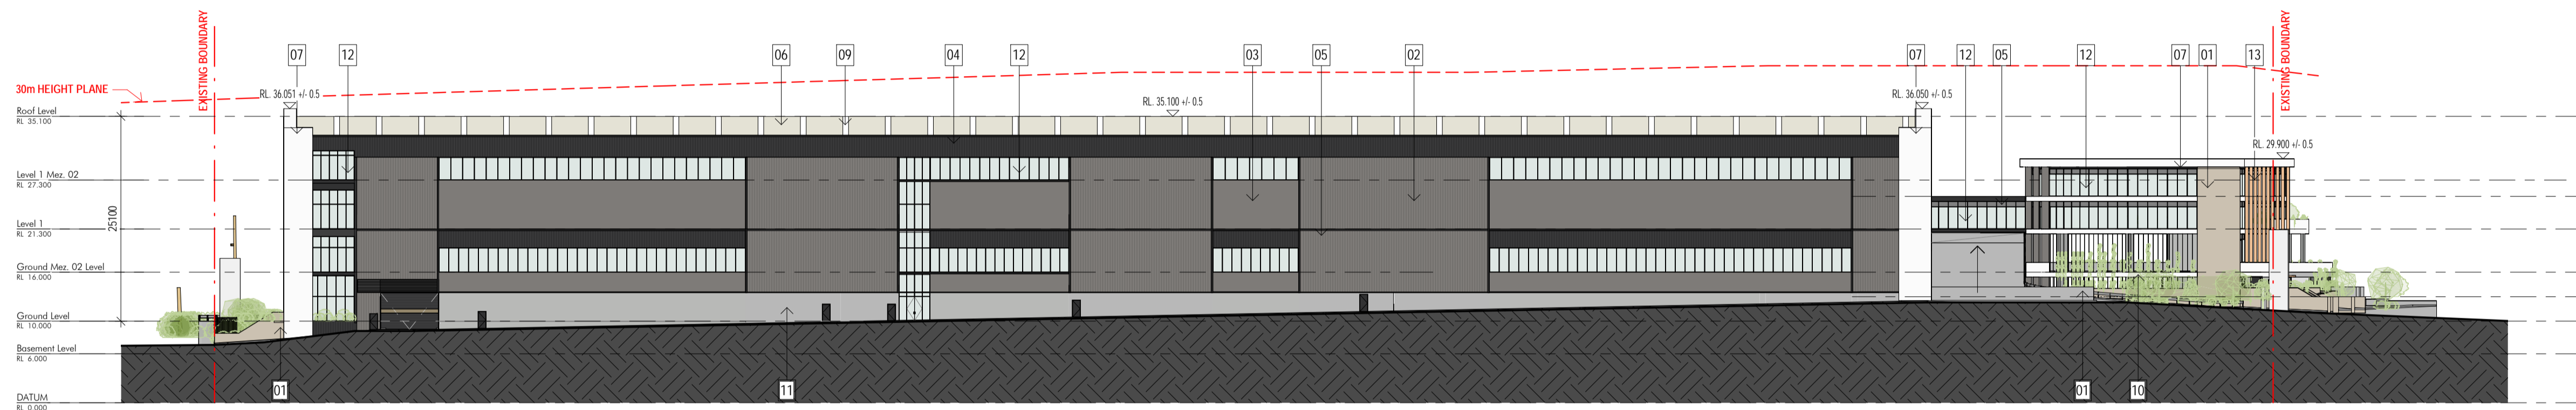 EXISTING BOUNDARY
EXISTING BOUNDARY
07
12
06
09
04
12
03
05
02
07
12
05
12
07
01
13
30m HEIGHT PLANE
RL. 36.051 +/- 0.5
RL. 35.100 +/- 0.5
RL. 36.050 +/- 0.5
RL. 29.900 +/- 0.5
Roof Level
RL 35.100
Level 1 Mez. 02
RL 27.300
25100
Level 1
RL 21.300
Ground Mez. 02 Level
RL 16.000
Ground Level
RL 10.000
Basement Level
RL 6.000
01
11
01
10
DATUM
RL 0.000